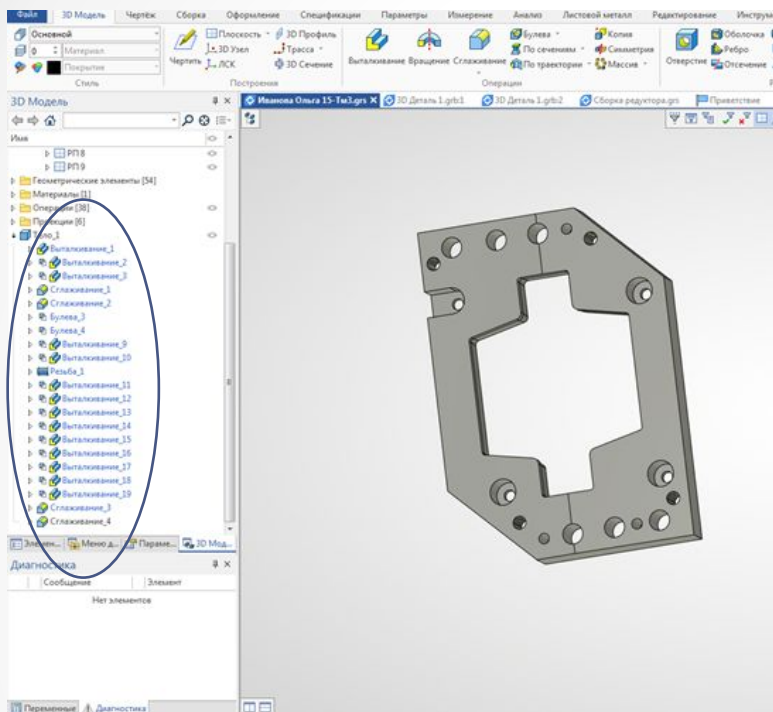 Файл 3D Модель Чертёж Сборка Оформление Спецификации Параметры Измерение Анализ Листовой металл Редактирование Инструм
Основной Плоскость 3D Профиль Булева Копия Оболочка
0 Материал 3D Узел Трасса По сечениям Симметрия Ребро
Покрытие Чертить ЛСК 3D Сечение Выталкивание Вращение Сглаживание По траектории Массив Отверстие Отсечение
Стиль Построения Операции
3D Модель Иванова Ольга 15-Тм3.grs 3D Деталь 1.grb1 3D Деталь 1.grb2 Сборка редуктора.grs Приветствие
Имя
РП8
РП9
Геометрические элементы [54]
Материалы [1]
Операции [38]
Проекции [6]
Тело_1
Выталкивание_1
Выталкивание_2
Выталкивание_3
Сглаживание_1
Сглаживание_2
Булева_3
Булева_4
Выталкивание_9
Выталкивание_10
Резьба_1
Выталкивание_11
Выталкивание_12
Выталкивание_13
Выталкивание_14
Выталкивание_15
Выталкивание_16
Выталкивание_17
Выталкивание_18
Выталкивание_19
Сглаживание_3
Сглаживание_4
Элемен... Меню д... Параме... 3D Мод...
Диагностика
Сообщение Элемент
Нет элементов
Переменные Диагностика